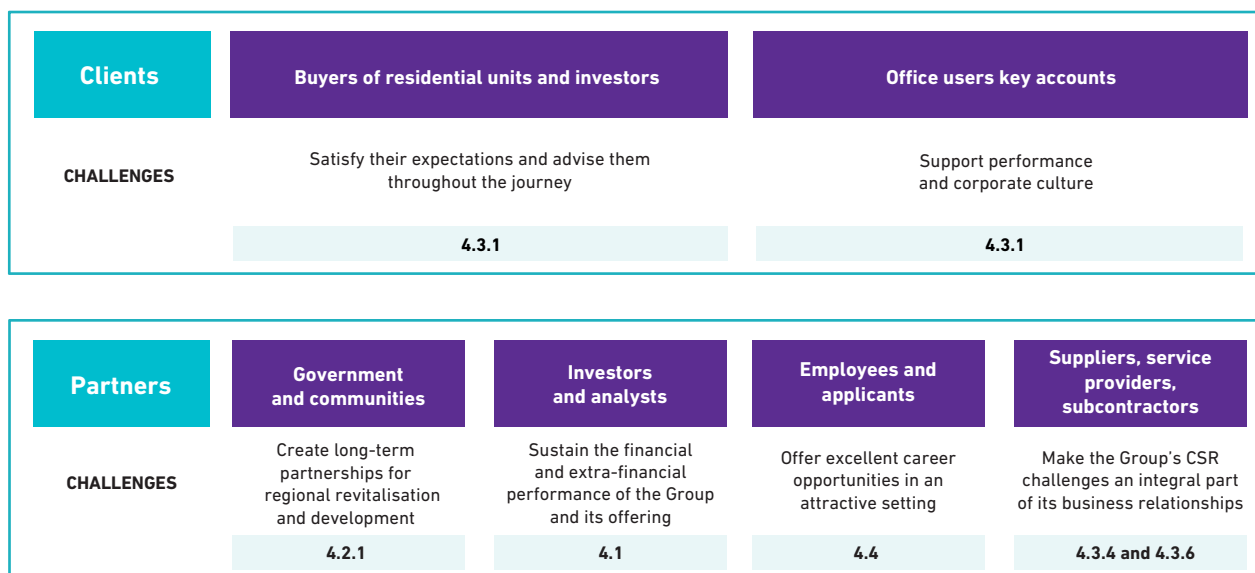 Clients
Buyers of residential units and investors
Office users key accounts
CHALLENGES
Satisfy their expectations and advise them
throughout the journey
Support performance
and corporate culture
4.3.1
4.3.1
Partners
Government
and communities
Investors
and analysts
Employees and
applicants
Suppliers, service
providers,
subcontractors
CHALLENGES
Create long-term
partnerships for
regional revitalisation
and development
Sustain the financial
and extra-financial
performance of the Group
and its offering
Offer excellent career
opportunities in an
attractive setting
Make the Group's CSR
challenges an integral part
of its business relationships
4.2.1
4.1
4.4
4.3.4 and 4.3.6